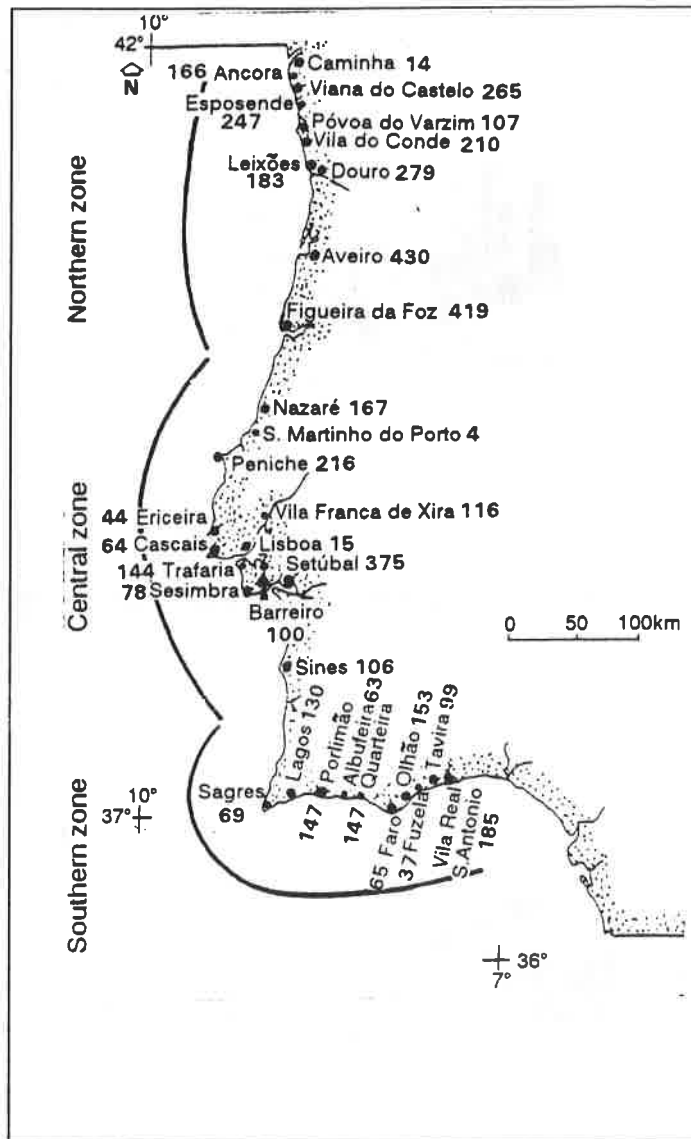 10°
42°
N
Caminha 14
166 Ancora
Viana do Castelo 265
Esposende
247
Póvoa do Varzim 107
Vila do Conde 210
Leixões
183
Douro 279
Northern zone
Aveiro 430
Figueira da Foz 419
Nazaré 167
S. Martinho do Porto 4
Peniche 216
Central zone
44 Ericeira
Vila Franca de Xira 116
64 Cascais
Lisboa 15
144 Trafaria
Setúbal 375
78 Sesimbra
Barreiro
100
0 50 100km
Sines 106
Southern zone
Sagres
69
Lagos 130
Porlimão
147
Albufeira 63
Quarteira
147
65 Faro
Olhão 153
37 Fuzela
Tavira 99
Vila Real
S. Antonio
185
10°
37°
36°
7°